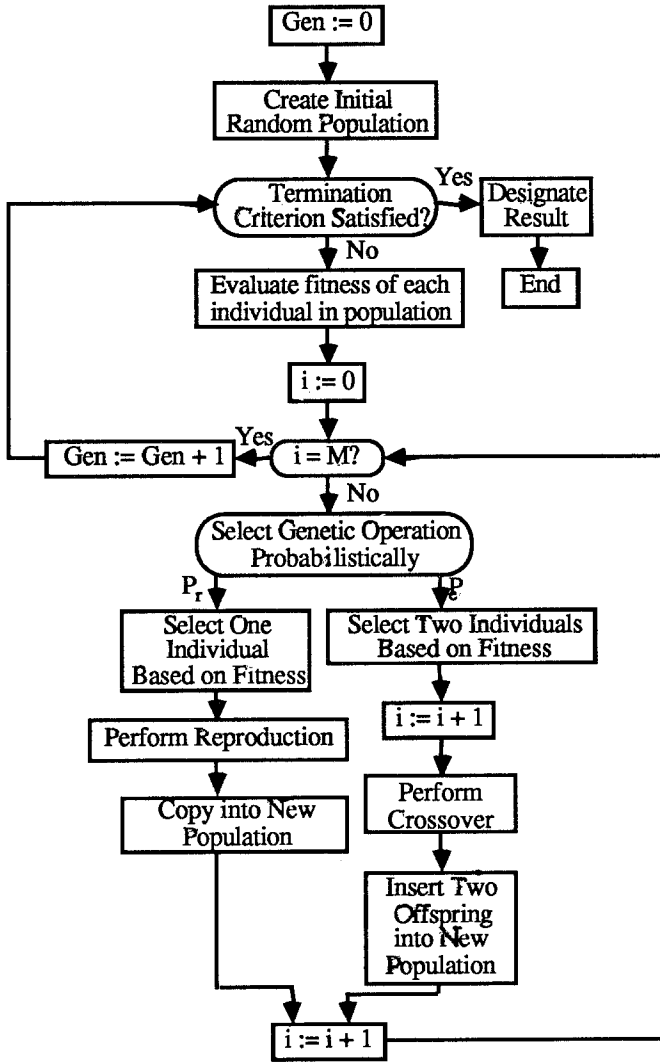 Gen := 0
Create Initial
Random Population
Termination
Criterion Satisfied?
Yes
Designate
Result
End
No
Evaluate fitness of each
individual in population
i := 0
Gen := Gen + 1
Yes
i = M?
No
Select Genetic Operation
Probabilistically
Pr
Pc
Select One
Individual
Based on Fitness
Select Two Individuals
Based on Fitness
i := i + 1
Perform Reproduction
Perform
Crossover
Copy into New
Population
Insert Two
Offspring
into New
Population
i := i + 1